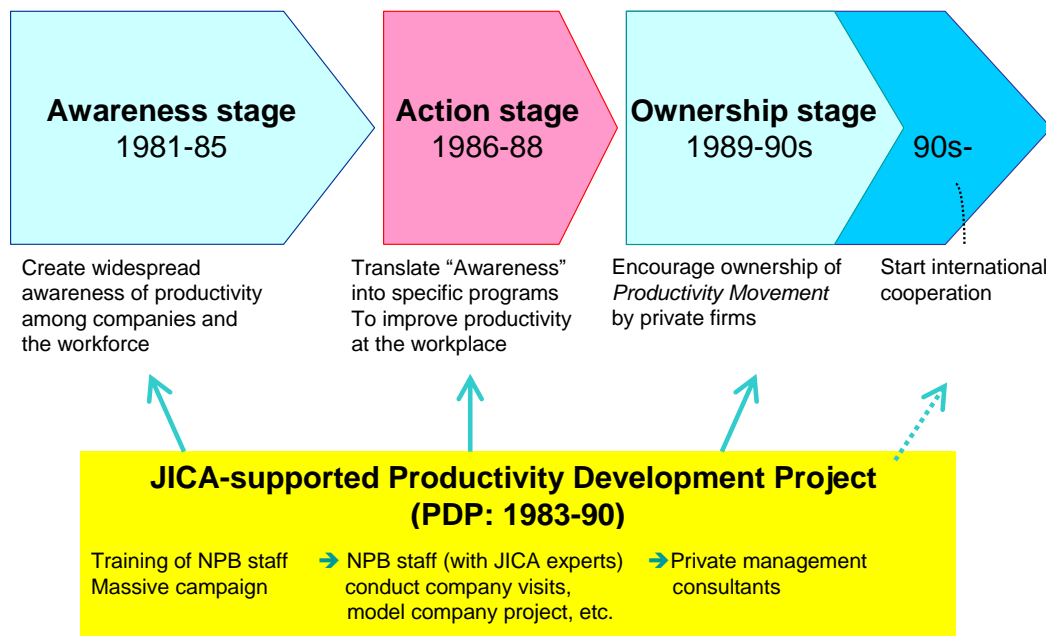 Awareness stage
1981-85
Action stage
1986-88
Ownership stage
1989-90s
90s-
Create widespread
awareness of productivity
among companies and
the workforce
Translate “Awareness”
into specific programs
To improve productivity
at the workplace
Encourage ownership of
Productivity Movement
by private firms
Start international
cooperation
JICA-supported Productivity Development Project
(PDP: 1983-90)
Training of NPB staff
Massive campaign
➔ NPB staff (with JICA experts)
conduct company visits,
model company project, etc.
➔ Private management
consultants